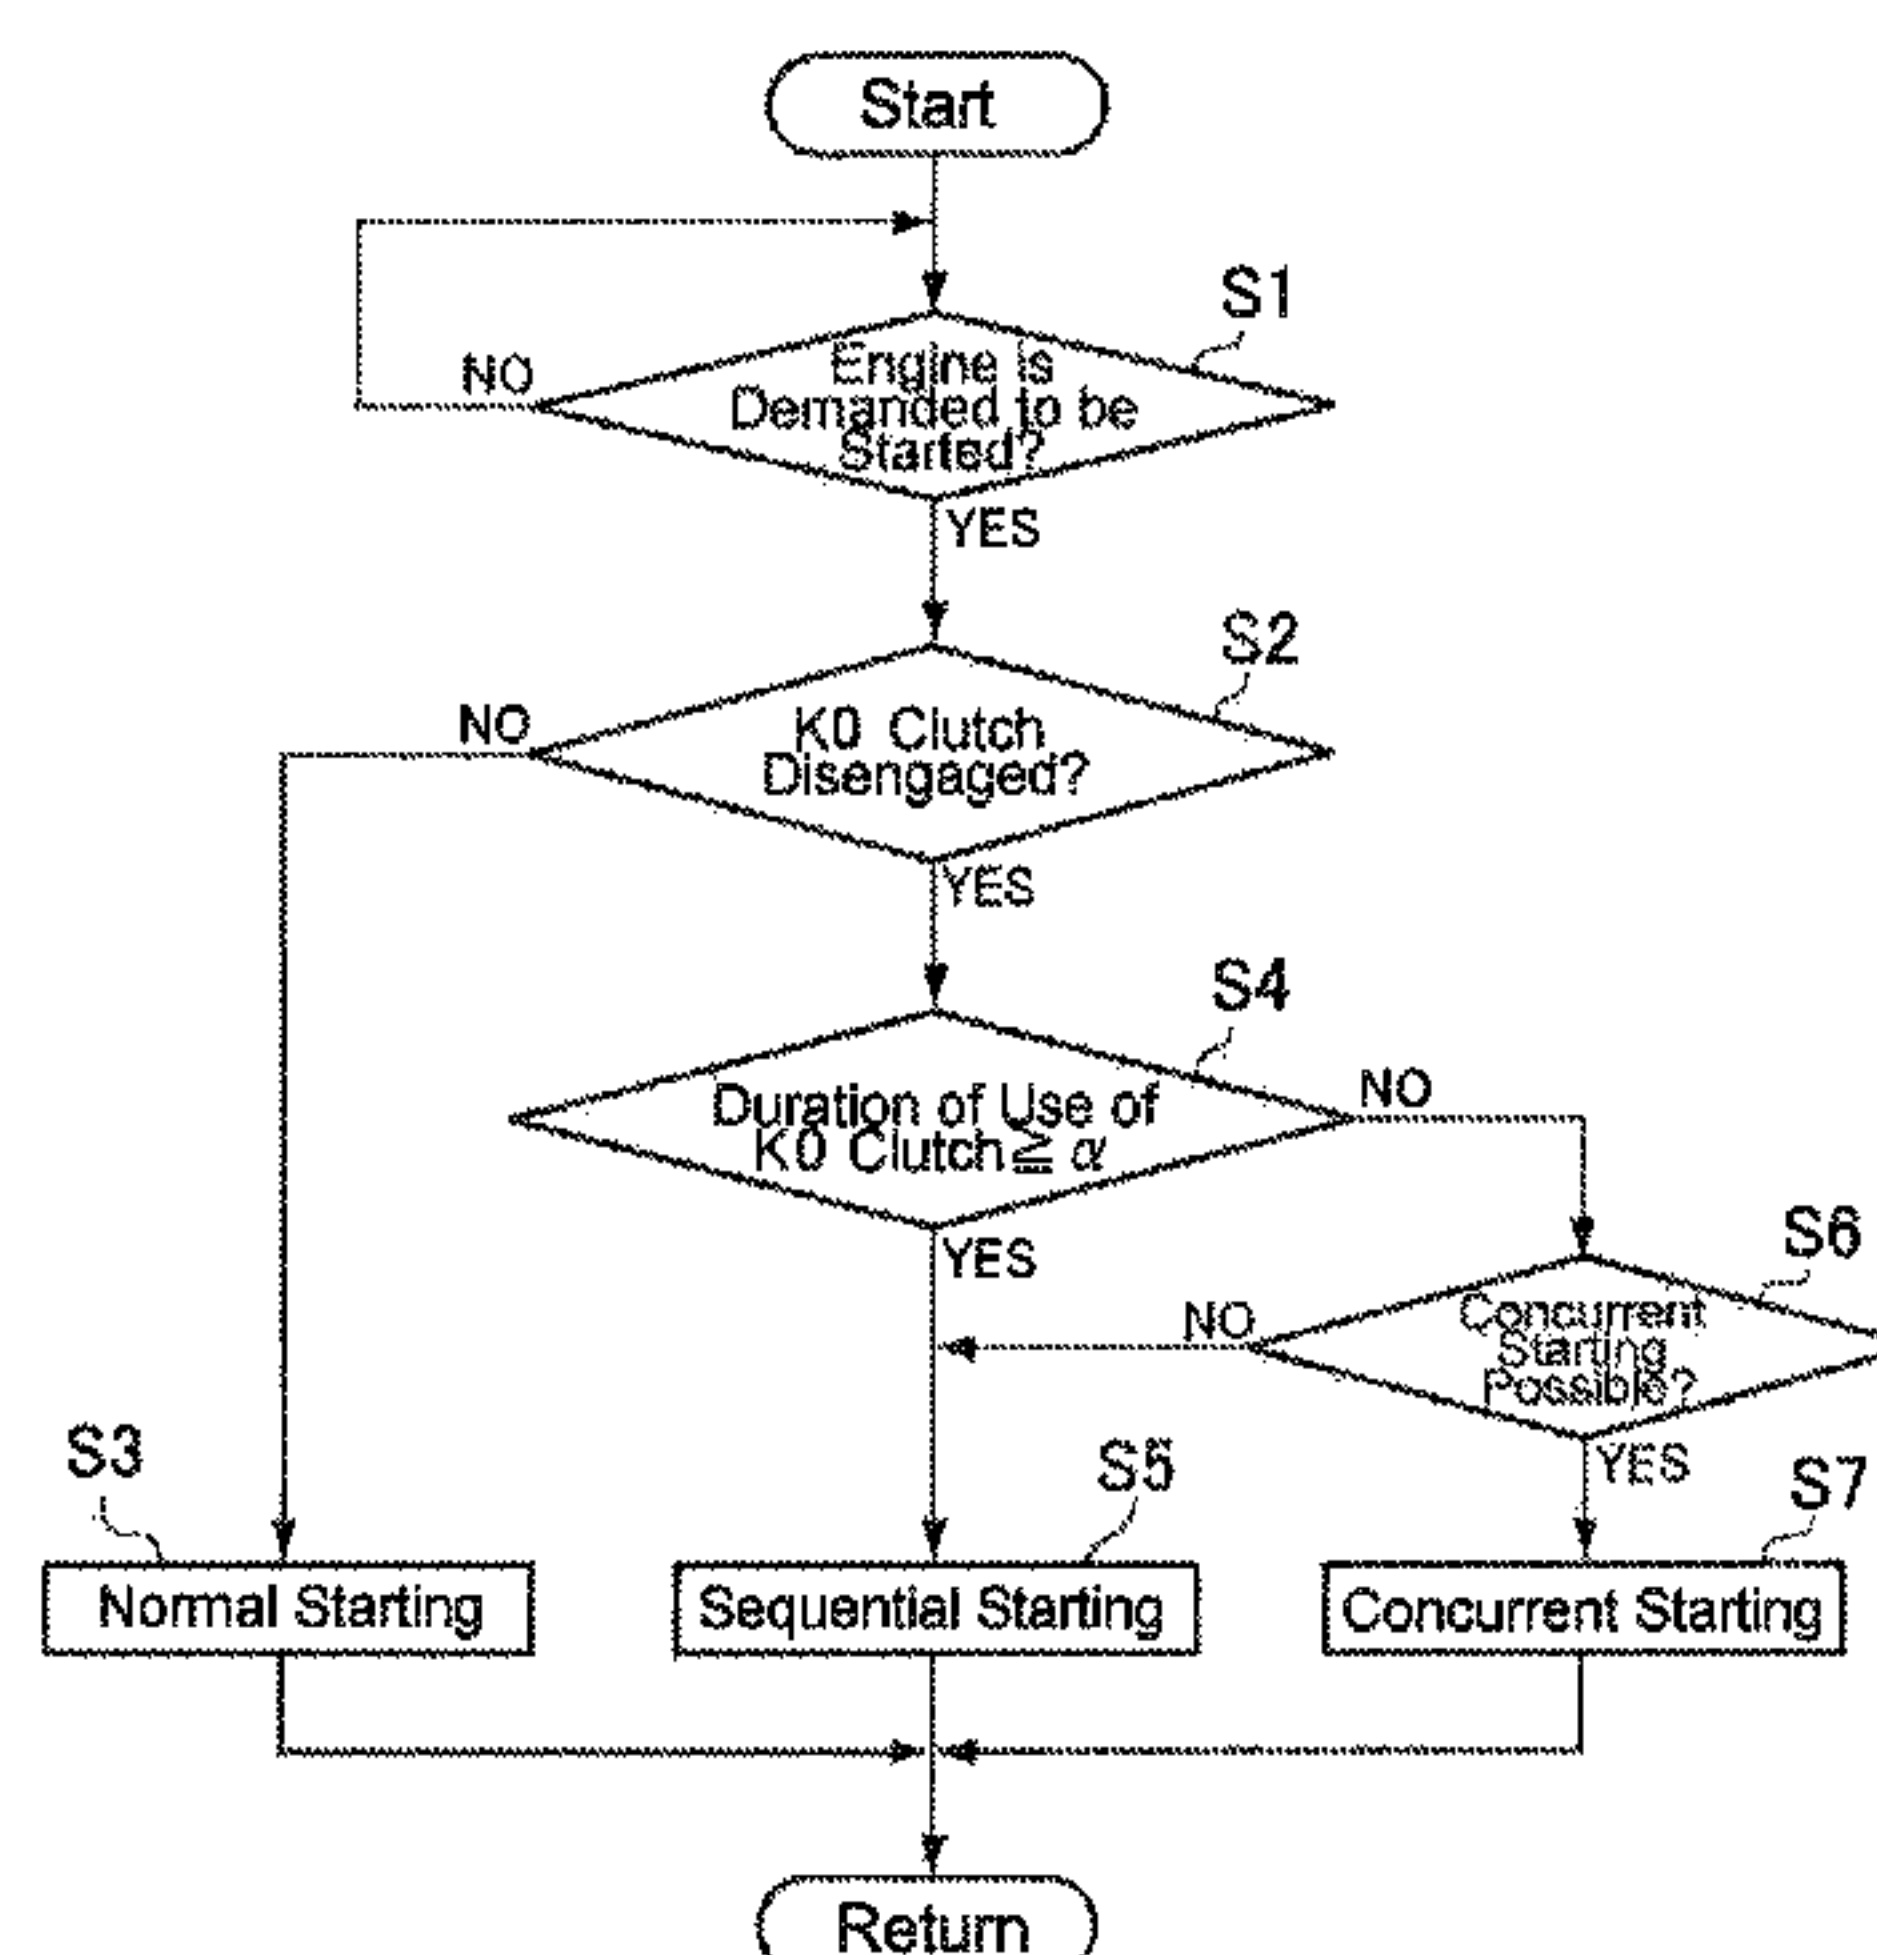 Start
S1
NO
Engine is
Demanded to be
Started?
YES
S2
NO
K0 Clutch
Disengaged?
YES
S4
NO
Duration of Use of
K0 Clutch≧ α
YES
S6
NO
Concurrent
Starting
Possible?
YES
S3
S5
S7
Normal Starting
Sequential Starting
Concurrent Starting
Return